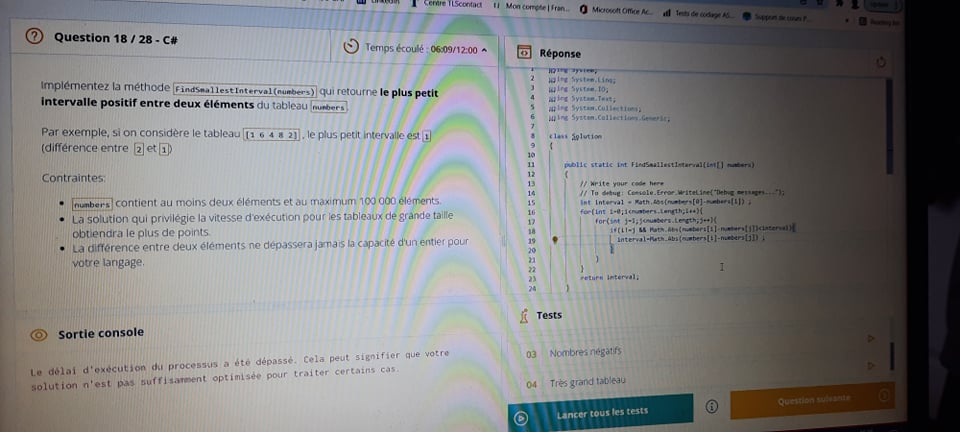 LinkedIn
Centre TLScontact
Mon compte | Fran...
Microsoft Office Ac...
Tests de codage AS...
Support de cours P...
Reading list
Question 18 / 28 - C#
Temps écoulé : 06:09/12:00
Implémentez la méthode FindSmallestInterval(numbers) qui retourne le plus petit
intervalle positif entre deux éléments du tableau numbers.
Par exemple, si on considère le tableau [1 6 4 8 2], le plus petit intervalle est 1
(différence entre 2 et 1)
Contraintes:
• numbers contient au moins deux éléments et au maximum 100 000 éléments.
• La solution qui privilégie la vitesse d'exécution pour les tableaux de grande taille
obtiendra le plus de points.
• La différence entre deux éléments ne dépassera jamais la capacité d'un entier pour
votre langage.
Sortie console
Le délai d'exécution du processus a été dépassé. Cela peut signifier que votre
solution n'est pas suffisamment optimisée pour traiter certains cas.
Réponse
1 using System;
2 using System.Linq;
3 using System.IO;
4 using System.Text;
5 using System.Collections;
6 using System.Collections.Generic;
7
8 class Solution
9 {
10
11 public static int FindSmallestInterval(int[] numbers)
12 {
13 // Write your code here
14 // To debug: Console.Error.WriteLine("Debug messages...");
15 int interval = Math.Abs(numbers[0]-numbers[1]) ;
16 for(int i=0;i<numbers.Length;i++){
17 for(int j=1;j<numbers.Length;j++){
18 if(i!=j && Math.Abs(numbers[i]-numbers[j])<interval){
19 interval=Math.Abs(numbers[i]-numbers[j]) ;
20 }
21 }
22 }
23 return interval;
24 }
Tests
03 Nombres négatifs
04 Très grand tableau
Lancer tous les tests
Question suivante